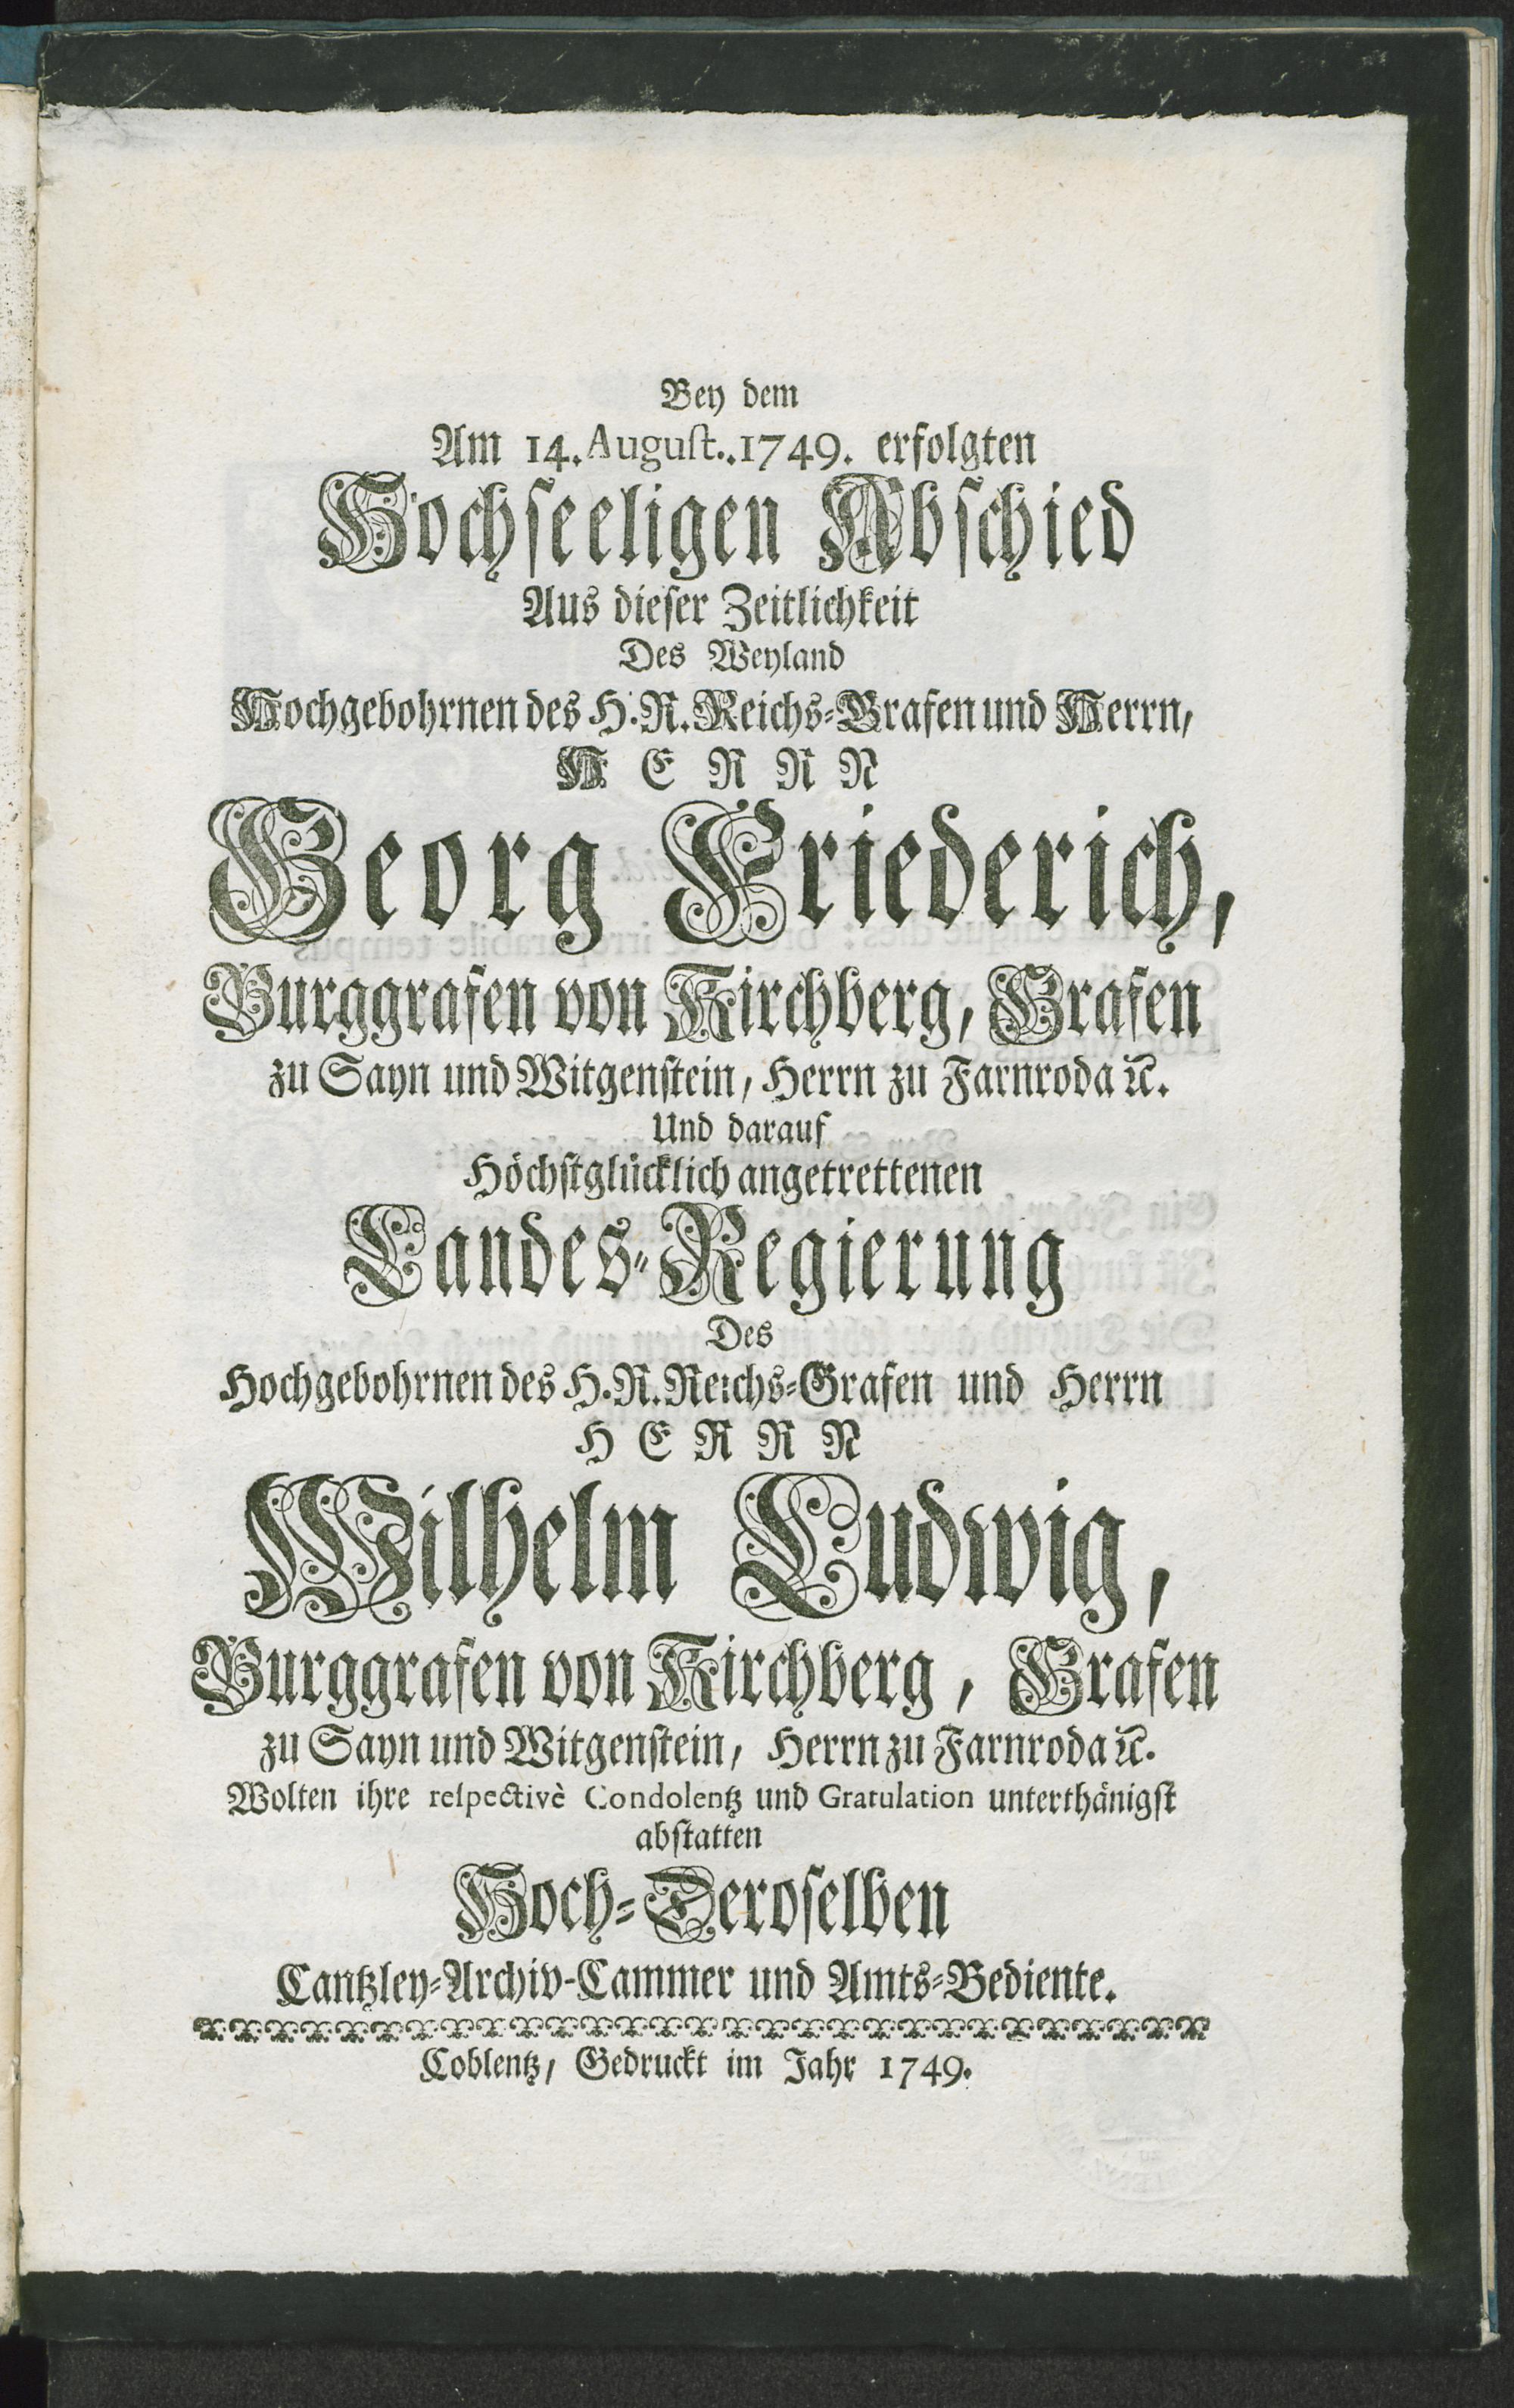 Bey dem
Am 14. Auguſt.. 1749. erfolgten
Hochſeeligen Abſchied
Aus dieſer Zeitlichkeit
Des Weyland
Hochgebohrnen des H. R. Reichs-Grafen und Herrn,
HERRN
Georg Friederich,
Burggrafen von Kirchberg, Grafen
zu Sayn und Witgenſtein, Herrn zu Farnroda ꝛc.
Und darauf
Höchſtglücklich angetrettenen
Landes-Regierung
Des
Hochgebohrnen des H. R. Reichs-Grafen und Herrn
HERRN
Wilhelm Ludwig,
Burggrafen von Kirchberg, Grafen
zu Sayn und Witgenſtein, Herrn zu Farnroda ꝛc.
Wolten ihre reſpectivè Condolentz und Gratulation unterthänigſt
abſtatten
Hoch-Deroſelben
Cantzley-Archiv-Cammer und Amts-Bediente.
Coblentz, Gedruckt im Jahr 1749.